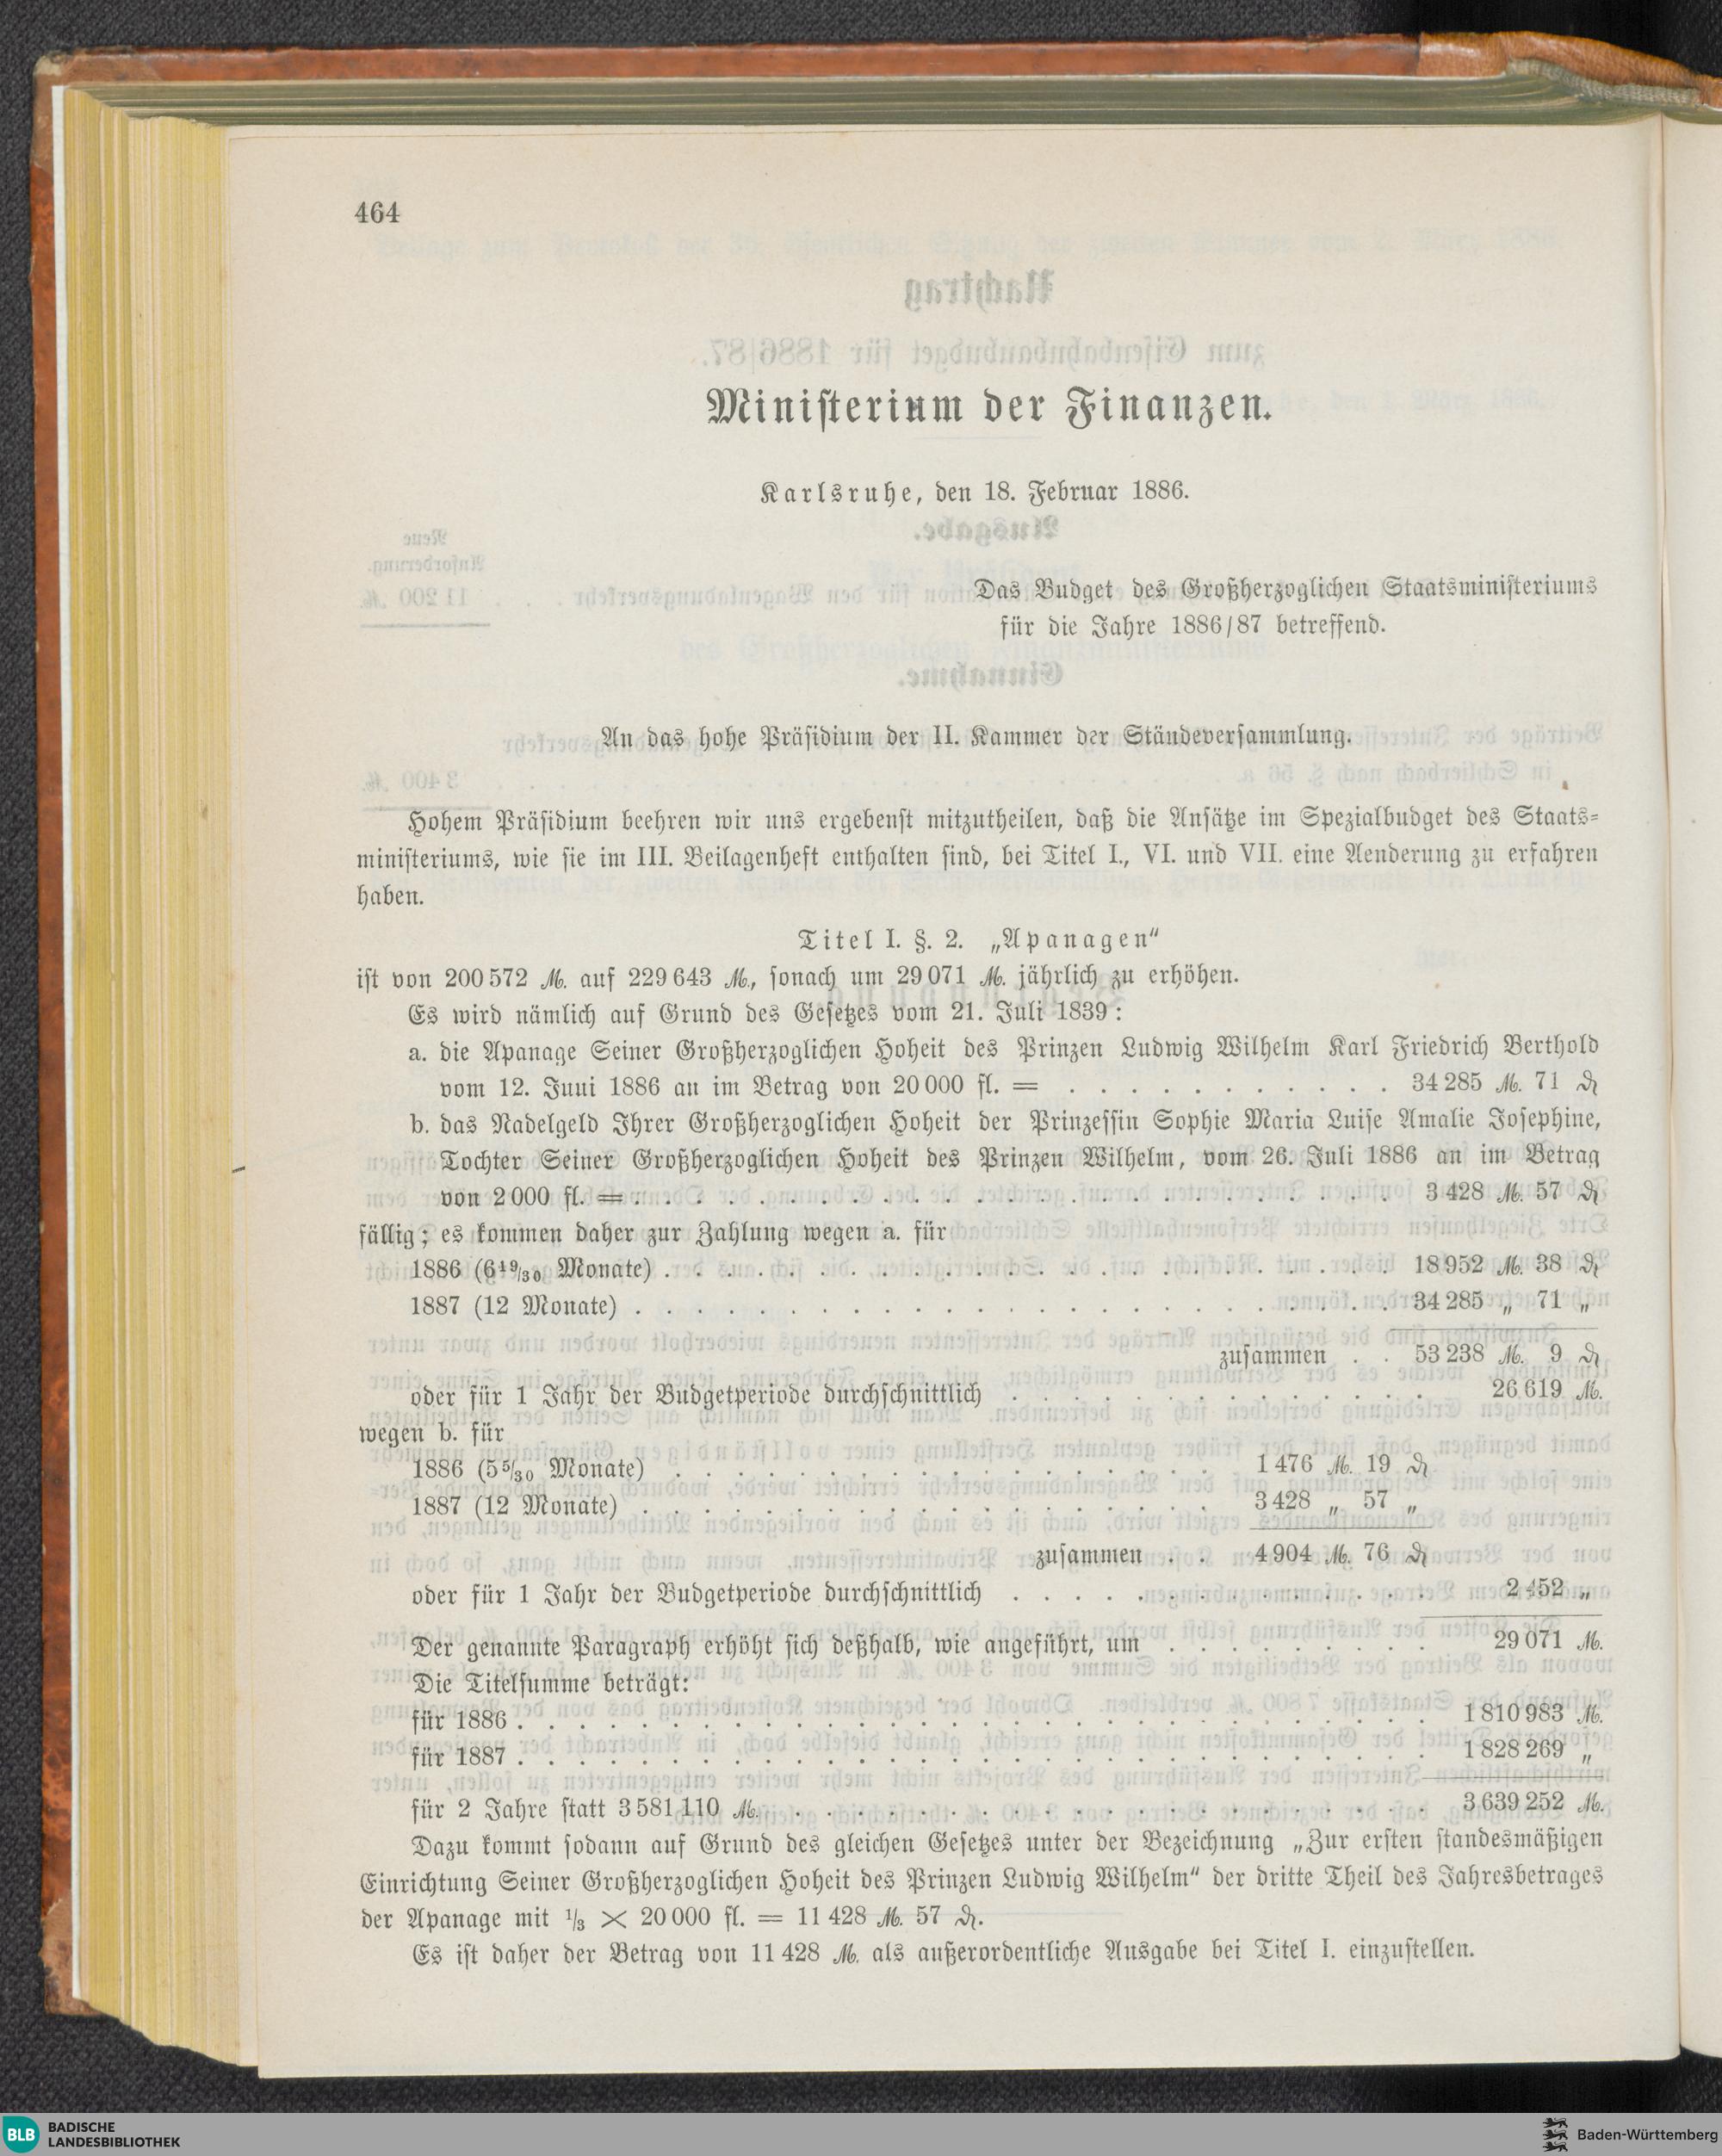 464
Ministerium der Finanzen.
Karlsruhe, den 18. Februar 1886.
Das Budget des Großherzoglichen Staatsministeriums
für die Jahre 1886/87 betreffend.
An das hohe Präsidium der II. Kammer der Ständeversammlung.
Hohem Präsidium beehren wir uns ergebenst mitzutheilen, daß die Ansätze im Spezialbudget des Staats-
ministeriums, wie sie im III. Beilagenheft enthalten sind, bei Titel I., VI. und VII. eine Aenderung zu erfahren
haben.
Titel I. §. 2. „Apanagen“
ist von 200 572 ℳ. auf 229 643 ℳ., sonach um 29 071 ℳ. jährlich zu erhöhen.
Es wird nämlich auf Grund des Gesetzes vom 21. Juli 1839:
a. die Apanage Seiner Großherzoglichen Hoheit des Prinzen Ludwig Wilhelm Karl Friedrich Berthold
vom 12. Juni 1886 an im Betrag von 20 000 fl. = . . . . . . . . . . . 34 285 ℳ. 71 ₰
b. das Nadelgeld Ihrer Großherzoglichen Hoheit der Prinzessin Sophie Maria Luise Amalie Josephine,
Tochter Seiner Großherzoglichen Hoheit des Prinzen Wilhelm, vom 26. Juli 1886 an im Betrag
von 2 000 fl. = . . . . . . . . . . . . . . . . . . . . . . . . 3 428 ℳ. 57 ₰
fällig; es kommen daher zur Zahlung wegen a. für
1886 (6 19/30 Monate) . . . . . . . . . . . . . . . . . . . . . . . 18 952 ℳ. 38 ₰
1887 (12 Monate) . . . . . . . . . . . . . . . . . . . . . . . . 34 285 „ 71 „
zusammen . . 53 238 ℳ. 9 ₰
oder für 1 Jahr der Budgetperiode durchschnittlich . . . . . . . . . . . . . . 26 619 ℳ.
wegen b. für
1886 (5 5/30 Monate) . . . . . . . . . . . . . . . . . . 1 476 ℳ. 19 ₰
1887 (12 Monate) . . . . . . . . . . . . . . . . . . . 3 428 „ 57 „
zusammen . . 4 904 ℳ. 76 ₰
oder für 1 Jahr der Budgetperiode durchschnittlich . . . . . . . . . . . . . . 2 452 „
Der genannte Paragraph erhöht sich deßhalb, wie angeführt, um . . . . . . . . . 29 071 ℳ.
Die Titelsumme beträgt:
für 1886 . . . . . . . . . . . . . . . . . . . . . . . . . . . . . 1 810 983 ℳ.
für 1887 . . . . . . . . . . . . . . . . . . . . . . . . . . . . . 1 828 269 „
für 2 Jahre statt 3 581 110 ℳ. . . . . . . . . . . . . . . . . . . . . . 3 639 252 ℳ.
Dazu kommt sodann auf Grund des gleichen Gesetzes unter der Bezeichnung „Zur ersten standesmäßigen
Einrichtung Seiner Großherzoglichen Hoheit des Prinzen Ludwig Wilhelm“ der dritte Theil des Jahresbetrages
der Apanage mit 1/3 × 20 000 fl. = 11 428 ℳ. 57 ₰.
Es ist daher der Betrag von 11 428 ℳ. als außerordentliche Ausgabe bei Titel I. einzustellen.
BLB BADISCHE
LANDESBIBLIOTHEK
Baden-Württemberg